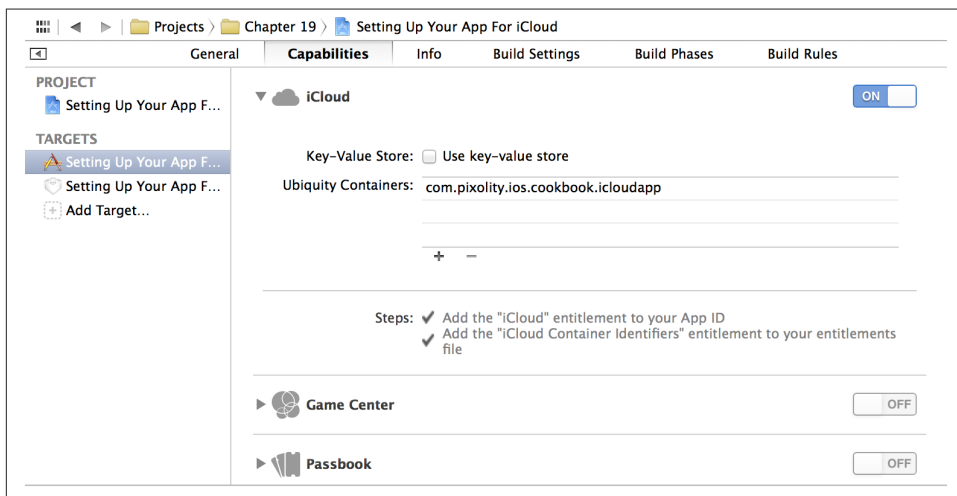 Projects Chapter 19 Setting Up Your App For iCloud
General Capabilities Info Build Settings Build Phases Build Rules
PROJECT
Setting Up Your App F...
TARGETS
Setting Up Your App F...
Setting Up Your App F...
Add Target...
iCloud ON
Key-Value Store: Use key-value store
Ubiquity Containers: com.pixolity.ios.cookbook.icloudapp
Steps: Add the "iCloud" entitlement to your App ID
Add the "iCloud Container Identifiers" entitlement to your entitlements
file
Game Center OFF
Passbook OFF